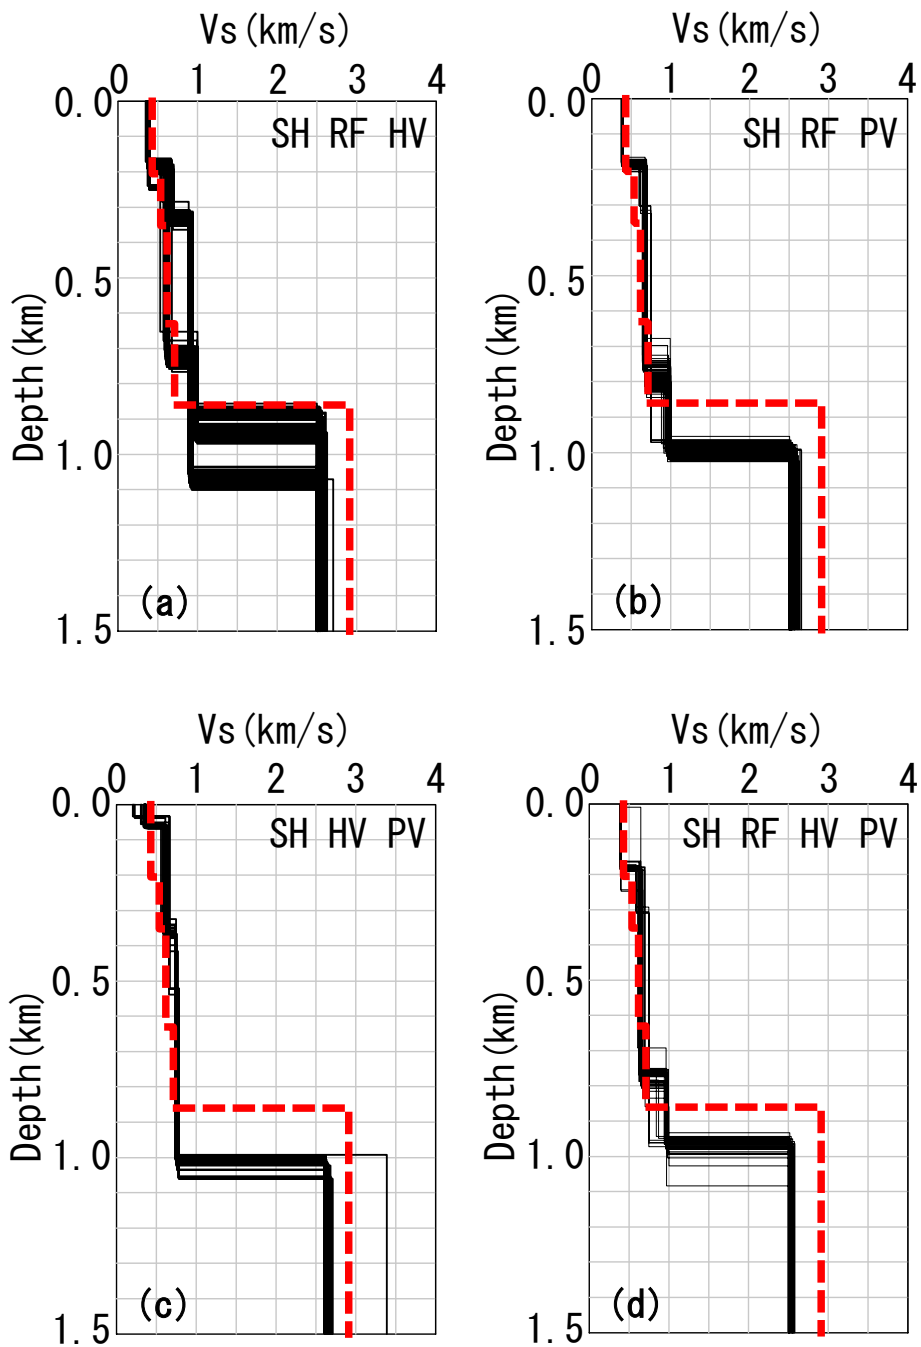 Vs(km/s)
0 1 2 3 4
0.0
SH RF HV
0.5
Depth(km)
1.0
(a)
1.5
Vs(km/s)
0 1 2 3 4
0.0
SH RF PV
0.5
Depth(km)
1.0
(b)
1.5
Vs(km/s)
0 1 2 3 4
0.0
SH HV PV
0.5
Depth(km)
1.0
(c)
1.5
Vs(km/s)
0 1 2 3 4
0.0
SH RF HV PV
0.5
Depth(km)
1.0
(d)
1.5